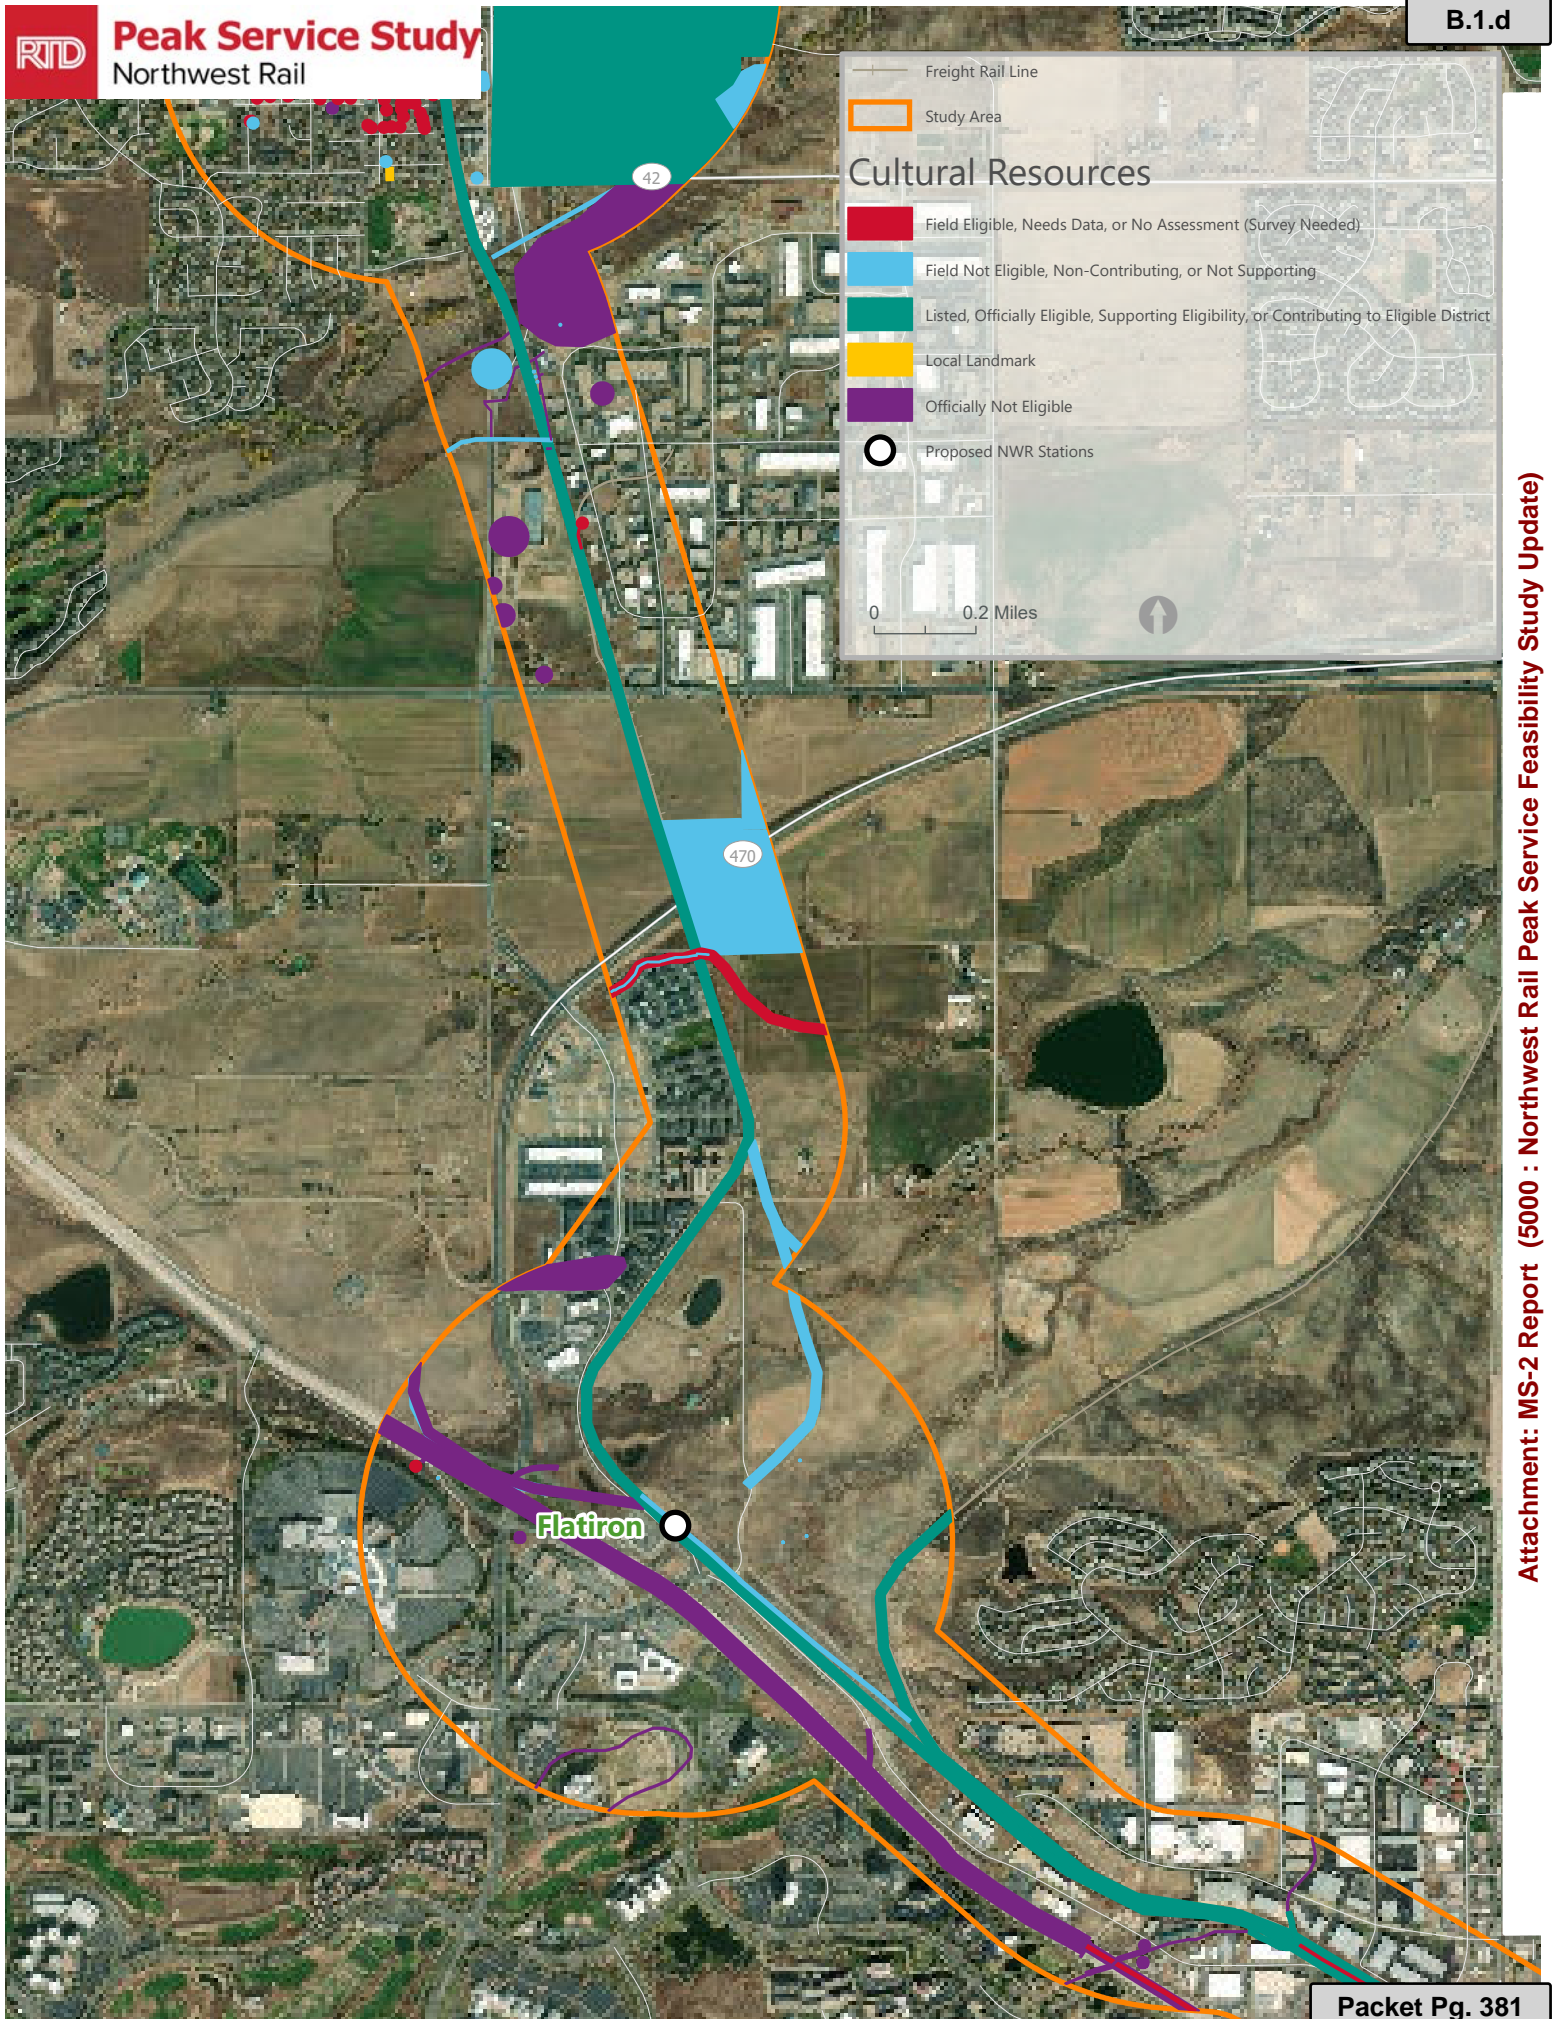 B.1.d
RTD
Peak Service Study
Northwest Rail
Freight Rail Line
Study Area
Cultural Resources
Field Eligible, Needs Data, or No Assessment (Survey Needed)
Field Not Eligible, Non-Contributing, or Not Supporting
Listed, Officially Eligible, Supporting Eligibility, or Contributing to Eligible District
Local Landmark
Officially Not Eligible
Proposed NWR Stations
0 0.2 Miles
42
470
Flatiron
Attachment: MS-2 Report (5000 : Northwest Rail Peak Service Feasibility Study Update)
Packet Pg. 381